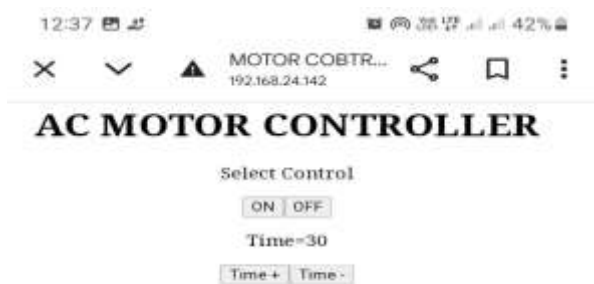 12:37 42%
MOTOR COBTR...
192.168.24.142
AC MOTOR CONTROLLER
Select Control
ON OFF
Time=30
Time + Time -